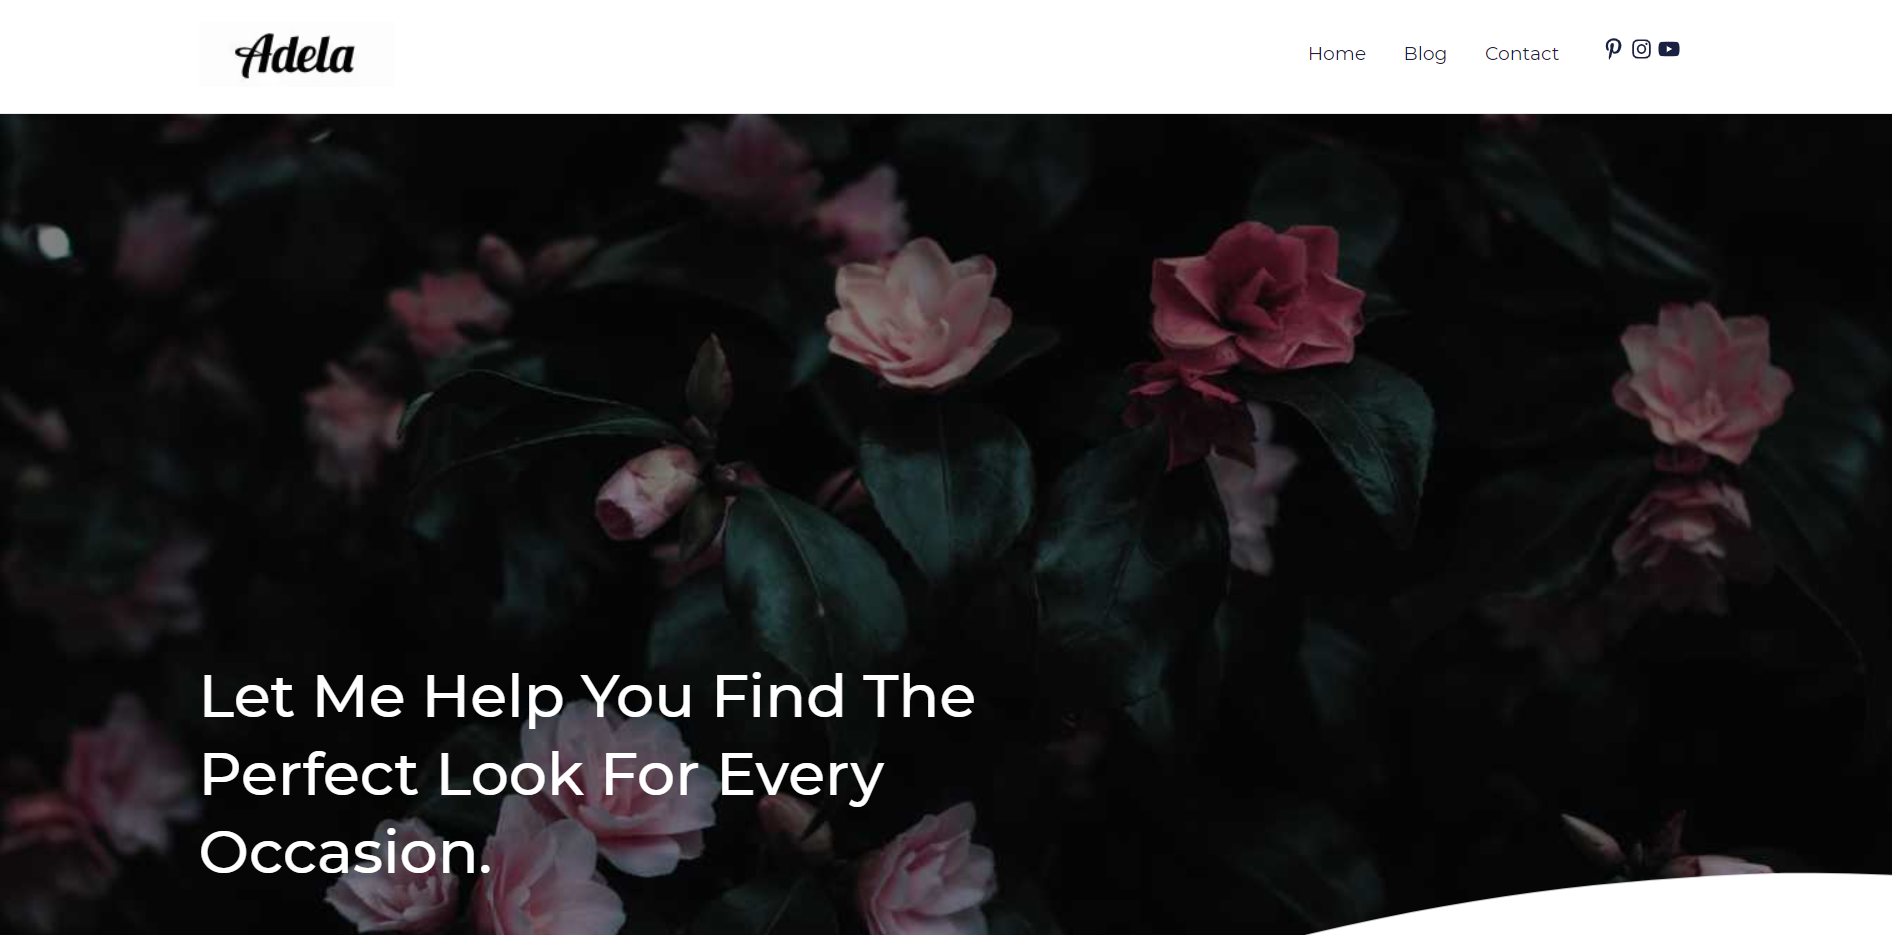 Adela
Home Blog Contact
Let Me Help You Find The
Perfect Look For Every
Occasion.